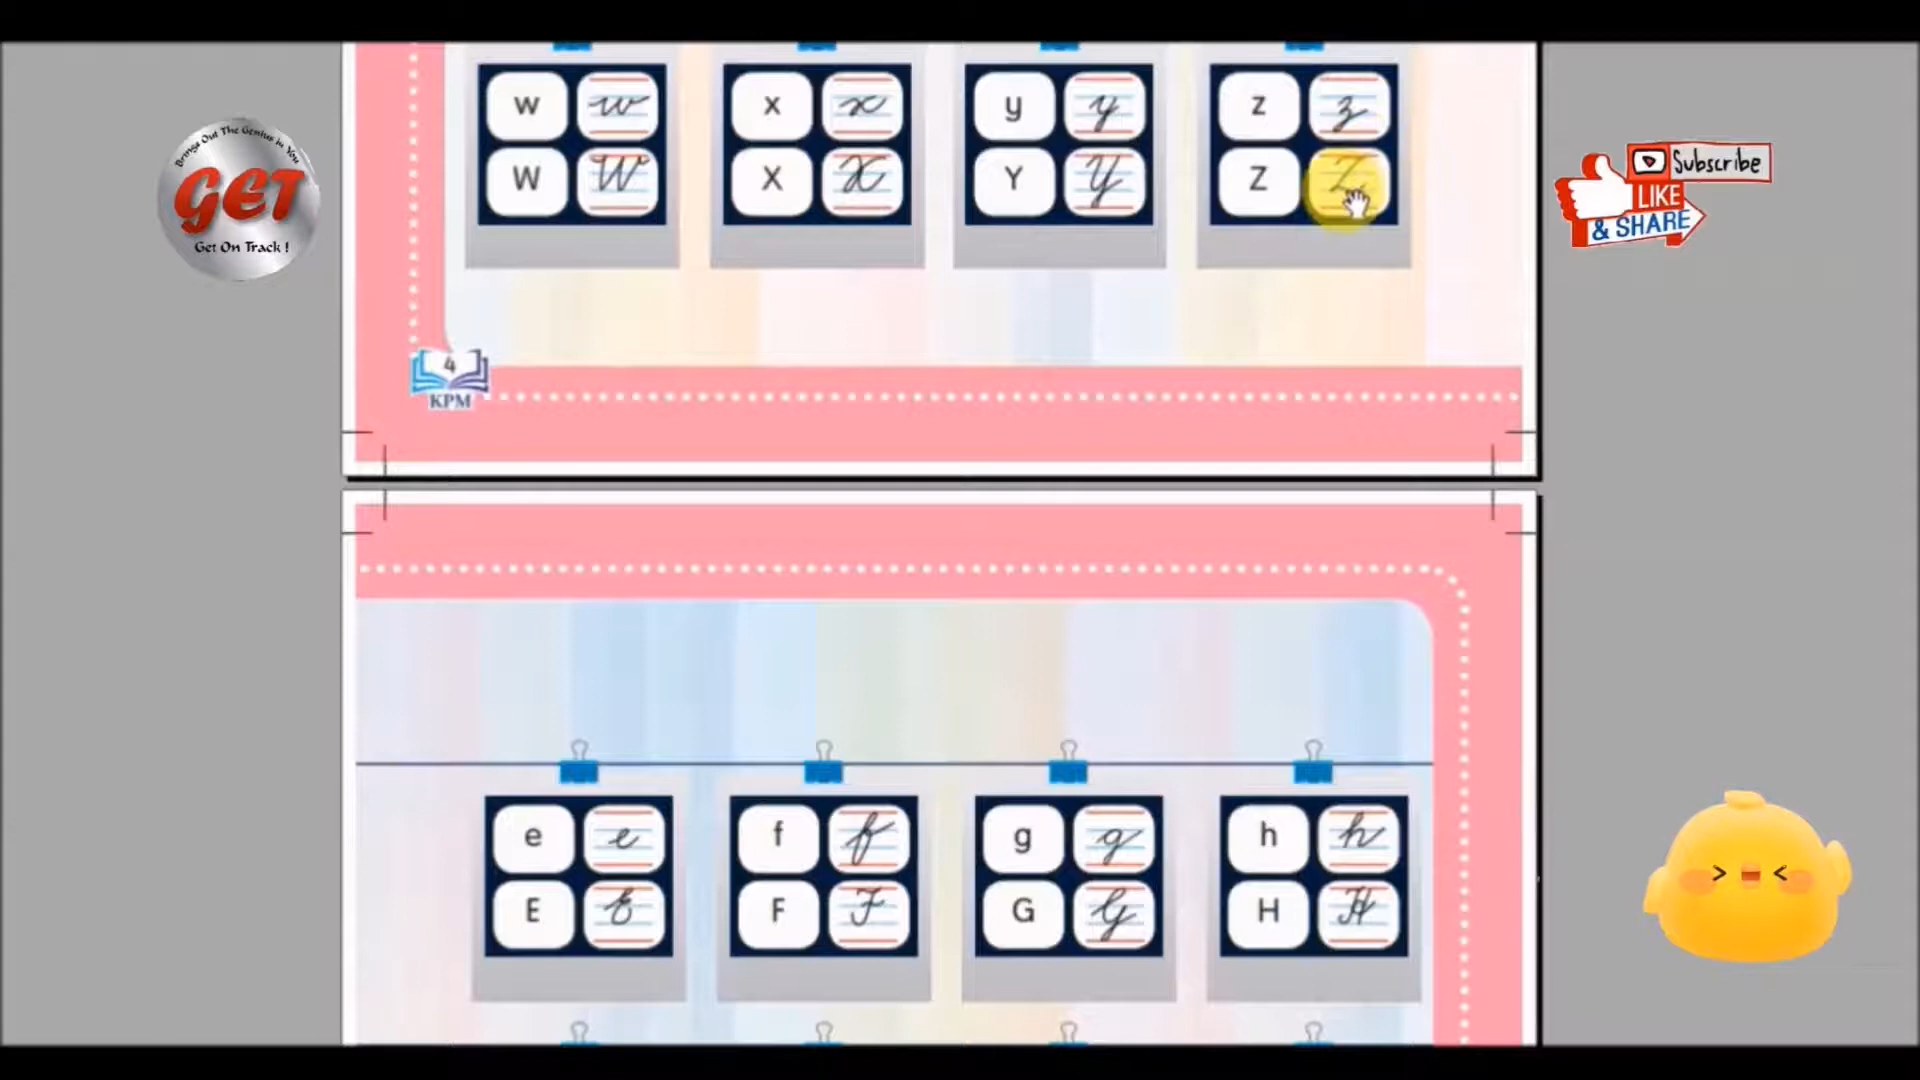 Brings Out The Genius in You
GET
Get On Track !
Subscribe
LIKE
& SHARE
w w x x y y z z
W W X X Y Y Z Z
4
KPM
e e f f g g h h
E E F F G G H H